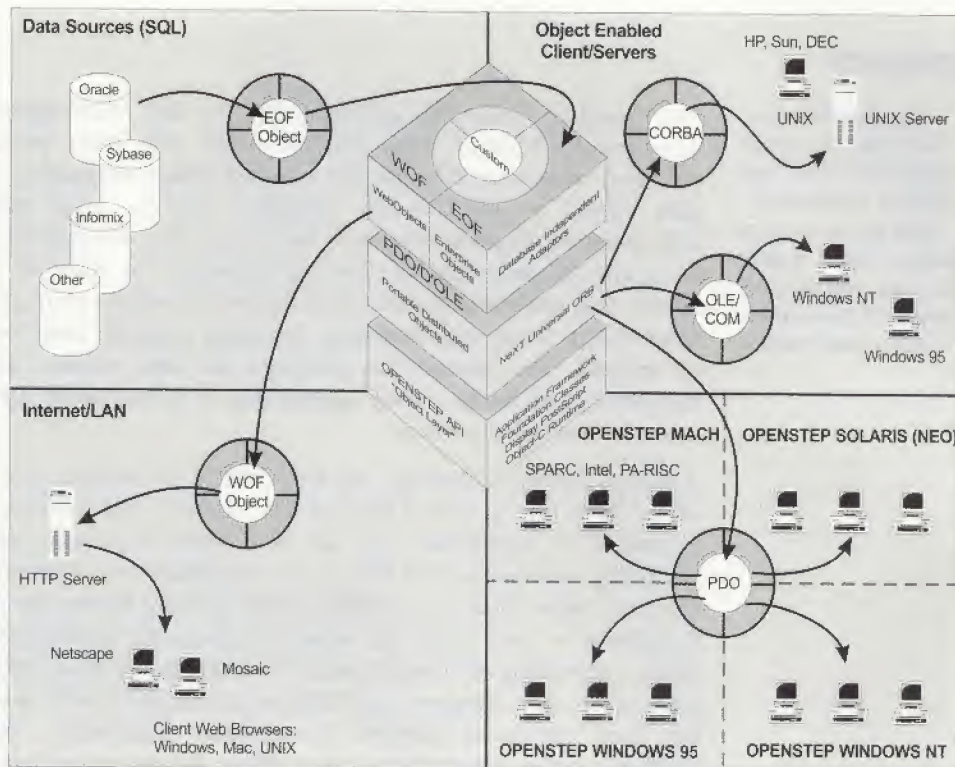 Data Sources (SQL)
Oracle
Sybase
Informix
Other
EOF
Object
Object Enabled
Client/Servers
HP, Sun, DEC
UNIX
UNIX Server
CORBA
OLE/
COM
Windows NT
Windows 95
Custom
WOF
EOF
WebObjects
Enterprise
Objects
Database Independent
Adaptors
PDO/D'OLE
Portable Distributed
Objects
NeXT Universal ORB
OPENSTEP API
"Object Layer"
Application Framework
Foundation Classes
Display PostScript
Object-C Runtime
Internet/LAN
WOF
Object
HTTP Server
Netscape
Mosaic
Client Web Browsers:
Windows, Mac, UNIX
OPENSTEP MACH
SPARC, Intel, PA-RISC
OPENSTEP SOLARIS (NEO)
PDO
OPENSTEP WINDOWS 95
OPENSTEP WINDOWS NT